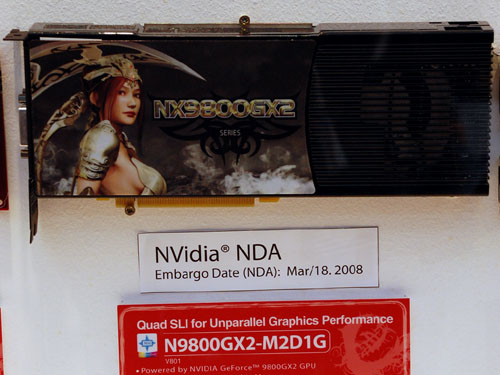 NX9800GX2
SERIES
NVidia® NDA
Embargo Date (NDA): Mar/18. 2008
Quad SLI for Unparallel Graphics Performance
N9800GX2-M2D1G
V801
• Powered by NVIDIA GeForce™ 9800GX2 GPU